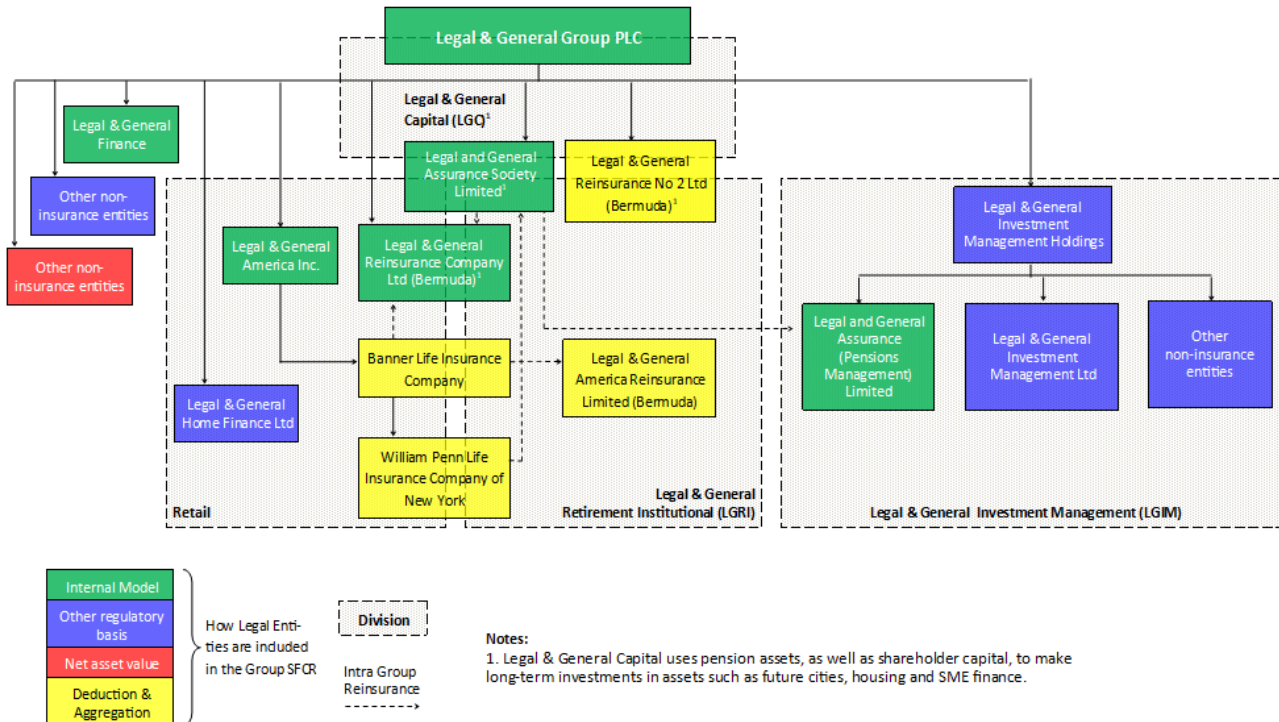 Legal & General Group PLC
Legal & General
Capital (LGC)¹
Legal & General
Finance
Legal and General
Assurance Society
Limited¹
Legal & General
Reinsurance No 2 Ltd
(Bermuda)¹
Other non-
insurance entities
Legal & General
Investment
Management Holdings
Other non-
insurance entities
Legal & General
America Inc.
Legal & General
Reinsurance Company
Ltd (Bermuda)¹
Legal and General
Assurance
(Pensions
Management)
Limited
Legal & General
Investment
Management Ltd
Other
non-insurance
entities
Banner Life Insurance
Company
Legal & General
America Reinsurance
Limited (Bermuda)
Legal & General
Home Finance Ltd
William Penn Life
Insurance Company of
New York
Retail
Legal & General
Retirement Institutional (LGRI)
Legal & General Investment Management (LGIM)
Internal Model
Other regulatory
basis
Net asset value
Deduction &
Aggregation
How Legal Enti-
ties are included
in the Group SFCR
Division
Intra Group
Reinsurance
Notes:
1. Legal & General Capital uses pension assets, as well as shareholder capital, to make
long-term investments in assets such as future cities, housing and SME finance.